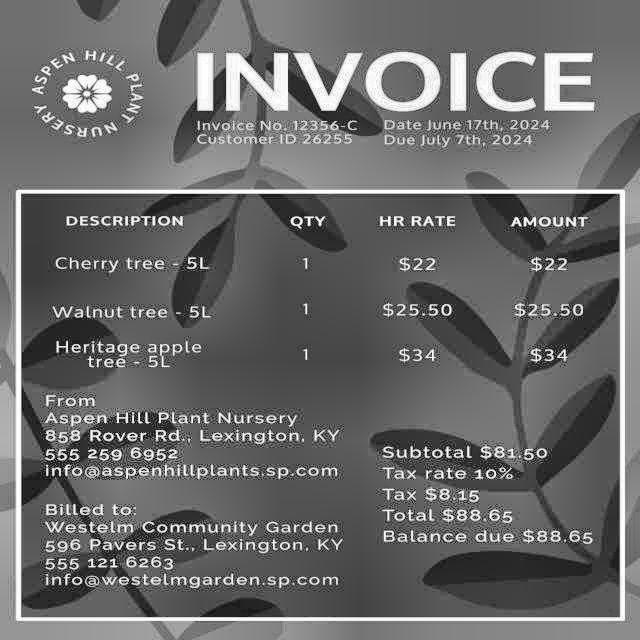 ASPEN HILL PLANT NURSERY
INVOICE
Invoice No. 12356-C Date June 17th, 2024
Customer ID 26255 Due July 7th, 2024
DESCRIPTION QTY HR RATE AMOUNT
Cherry tree - 5L 1 $22 $22
Walnut tree - 5L 1 $25.50 $25.50
Heritage apple
tree - 5L 1 $34 $34
From
Aspen Hill Plant Nursery
858 Rover Rd., Lexington, KY
555 259 6952
info@aspenhillplants.sp.com
Billed to:
Westelm Community Garden
596 Pavers St., Lexington, KY
555 121 6263
info@westelmgarden.sp.com
Subtotal $81.50
Tax rate 10%
Tax $8.15
Total $88.65
Balance due $88.65